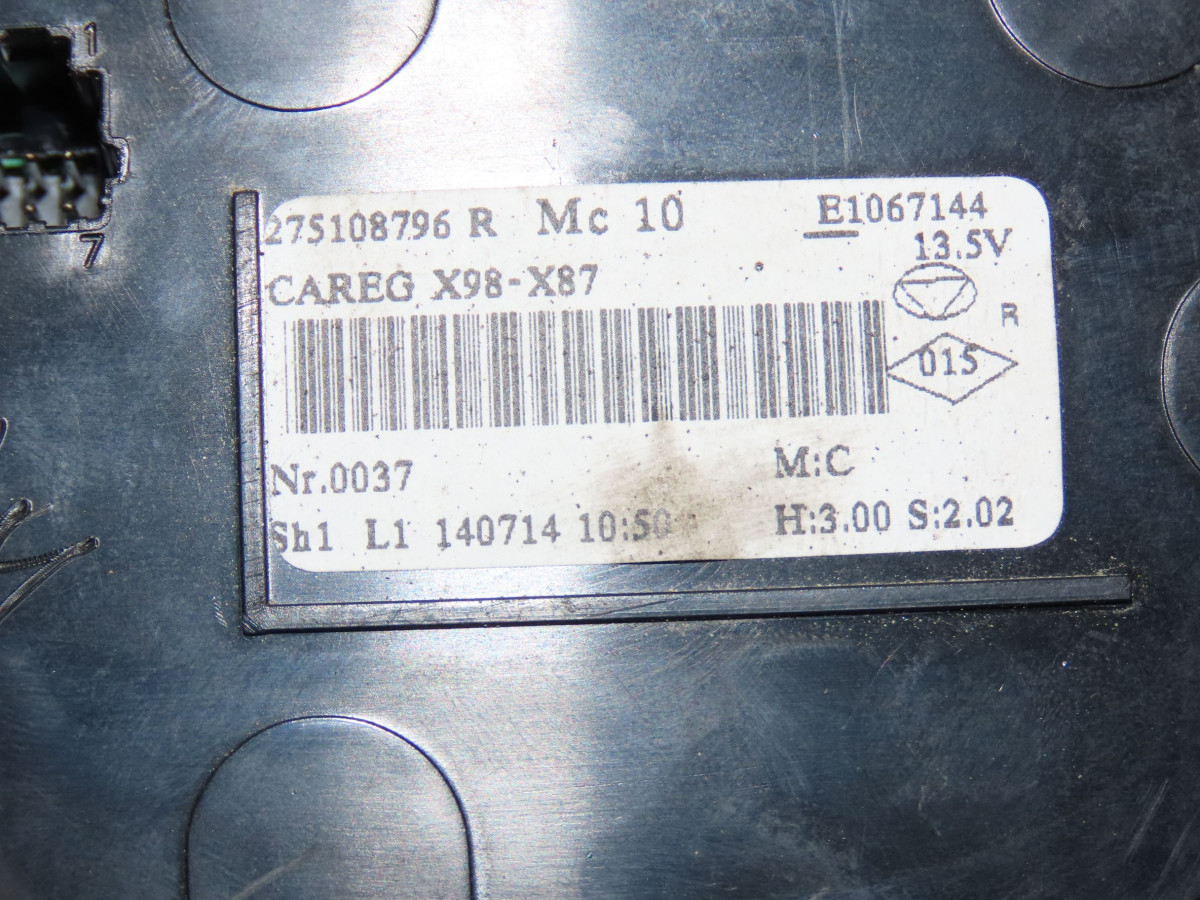 1
7
275108796 R Mc 10 E1067144
13.5V
CAREG X98-X87
R
015
Nr.0037 M:C
Sh1 L1 140714 10:50 H:3.00 S:2.02